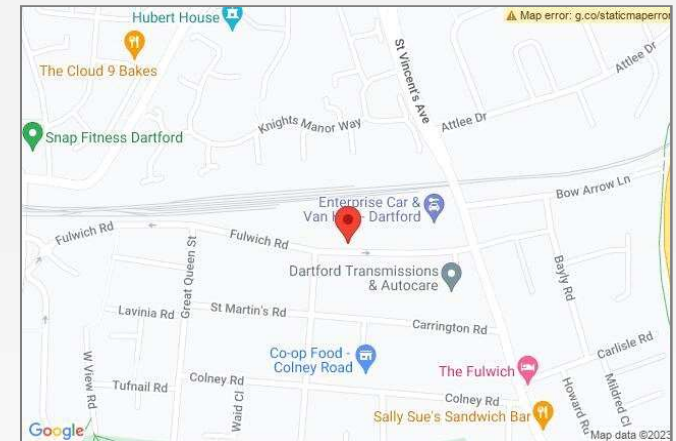 Hubert House
Map error: g.co/staticmaperror
The Cloud 9 Bakes
St Vincent's Ave
Attlee Dr
Knights Manor Way
Attlee Dr
Snap Fitness Dartford
Bow Arrow Ln
Enterprise Car &
Van - Dartford
Fulwich Rd
Fulwich Rd
Great Queen St
Dartford Transmissions
& Autocare
Bayly Rd
Lavinia Rd
St Martin's Rd
Carrington Rd
Carlisle Rd
W View Rd
Co-op Food -
Colney Road
The Fulwich
Tufnail Rd
Colney Rd
Waid Cl
Colney Rd
Howard Rd
Mildred Cl
Sally Sue's Sandwich Bar
Google
Map data ©2023